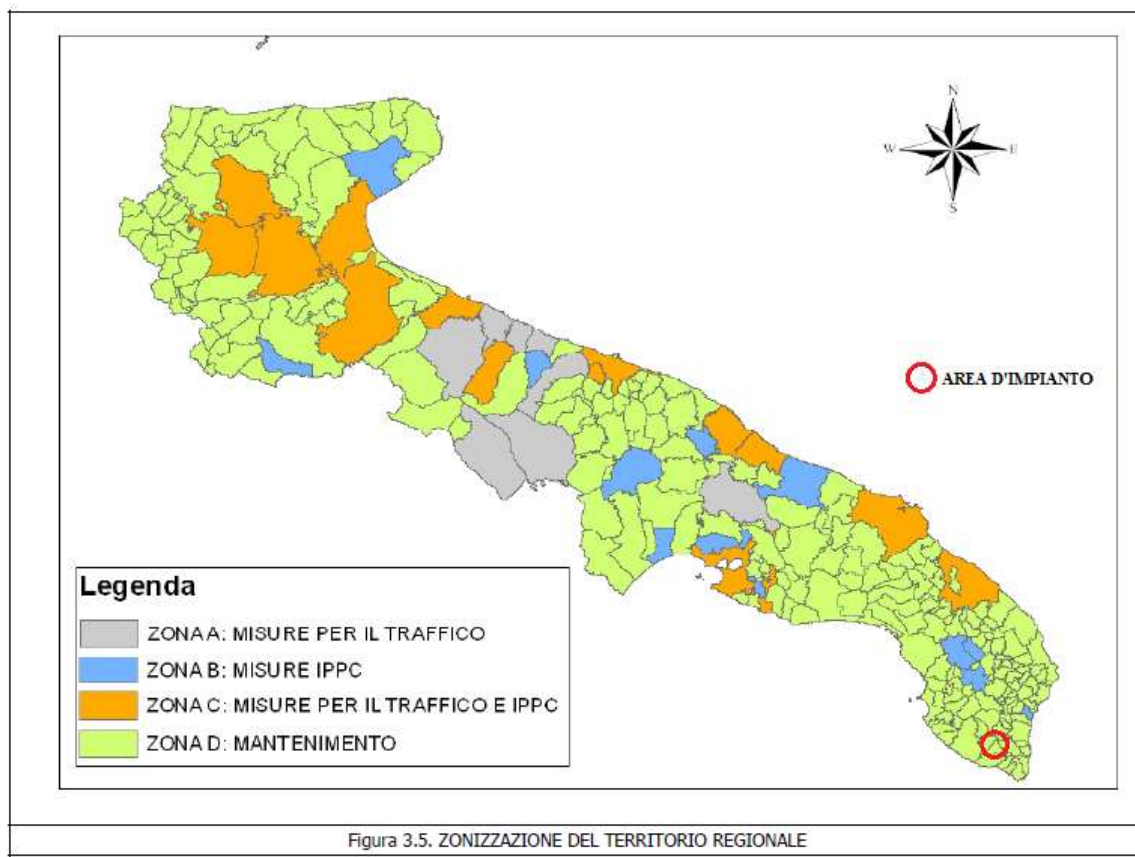 N
W E
S
AREA D'IMPIANTO
Legenda
ZONA A: MISURE PER IL TRAFFICO
ZONA B: MISURE IPPC
ZONA C: MISURE PER IL TRAFFICO E IPPC
ZONA D: MANTENIMENTO
Figura 3.5. ZONIZZAZIONE DEL TERRITORIO REGIONALE